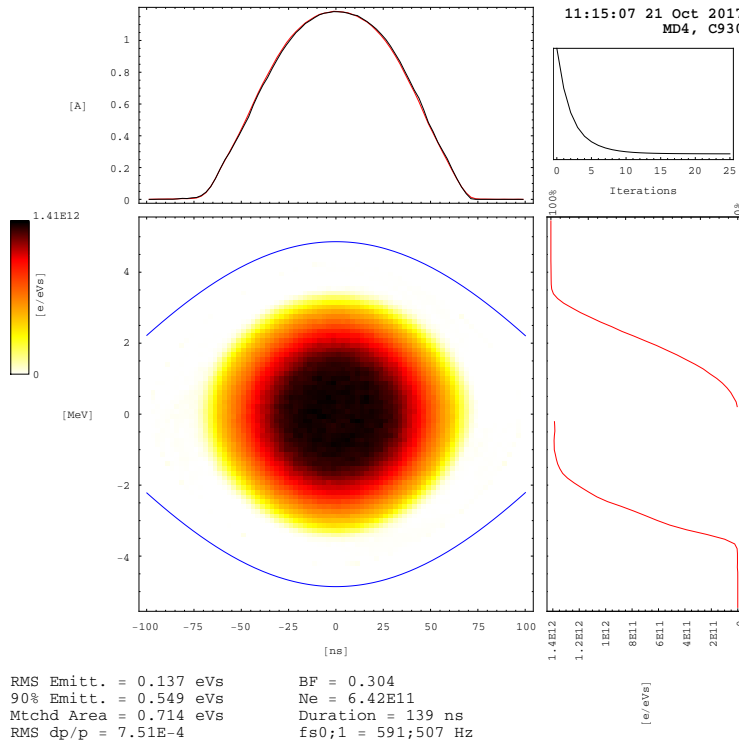 11:15:07 21 Oct 2017
MD4, C930
1
0.8
[A]
0.6
0.4
0.2
0
0 5 10 15 20 25
Iterations
100%
0%
1.41E12
[e/eVs]
0
4
2
[MeV]
0
-2
-4
-100 -75 -50 -25 0 25 50 75 100
[ns]
1.4E12
1.2E12
1E12
8E11
6E11
4E11
2E11
0
[e/eVs]
RMS Emitt. = 0.137 eVs
90% Emitt. = 0.549 eVs
Mtchd Area = 0.714 eVs
RMS dp/p = 7.51E-4
BF = 0.304
Ne = 6.42E11
Duration = 139 ns
fs0;1 = 591;507 Hz